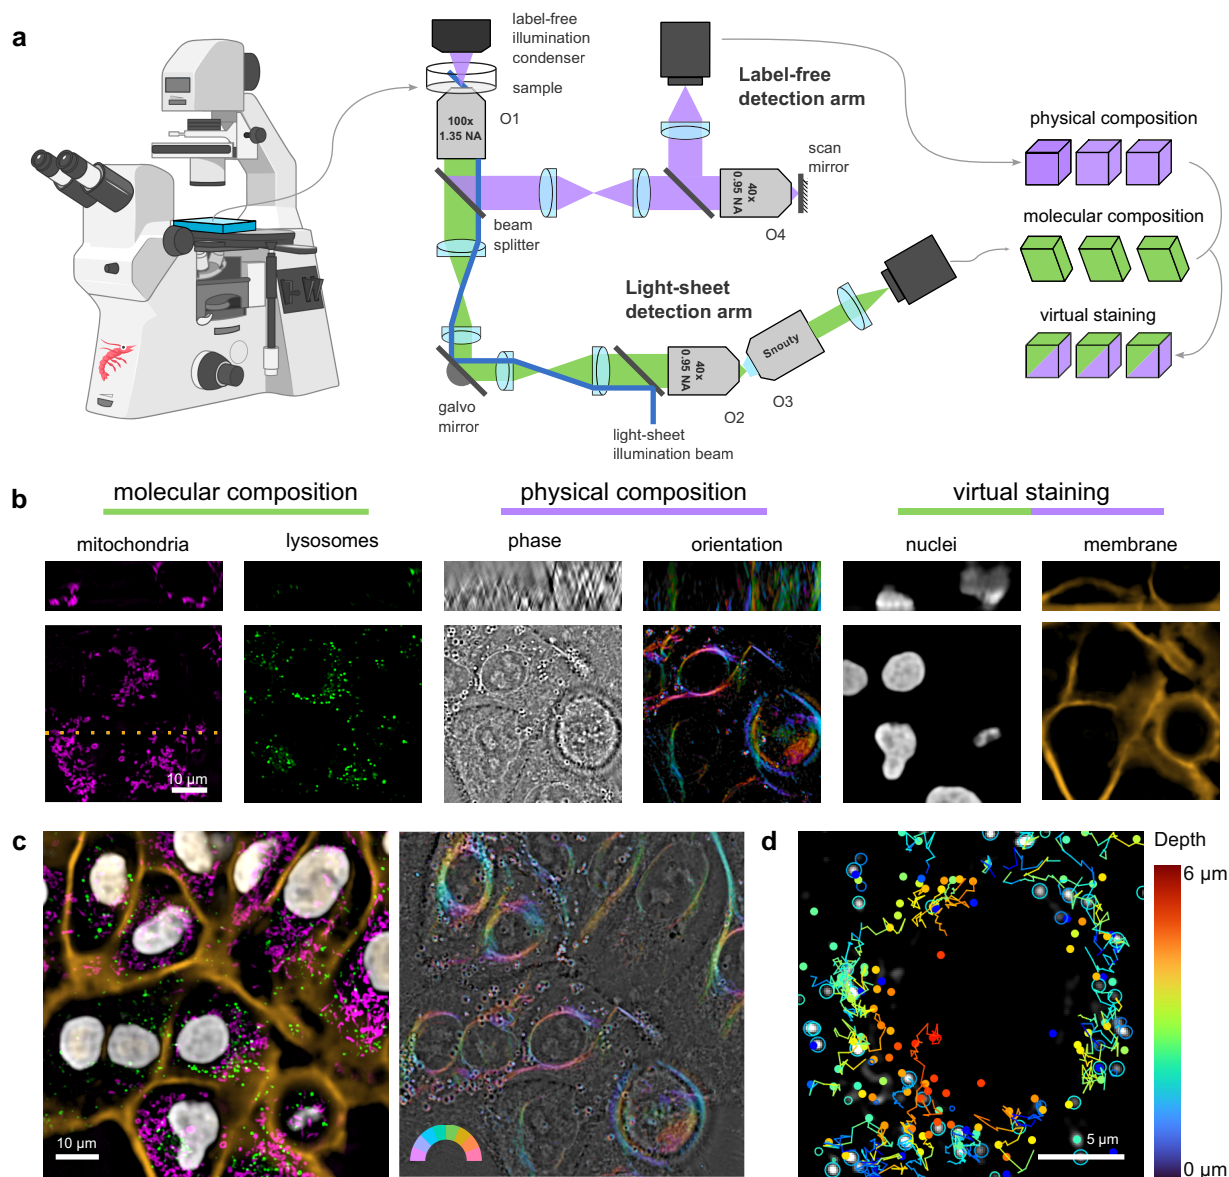 a
label-free
illumination
condenser
sample
O1
100x
1.35 NA
beam
splitter
Label-free
detection arm
scan
mirror
40x
0.95 NA
O4
physical composition
molecular composition
virtual staining
Light-sheet
detection arm
Snouty
40x
0.95 NA
O2
O3
galvo
mirror
light-sheet
illumination beam
b
molecular composition
physical composition
virtual staining
mitochondria
lysosomes
phase
orientation
nuclei
membrane
10 µm
c
10 µm
d
Depth
6 µm
0 µm
5 µm